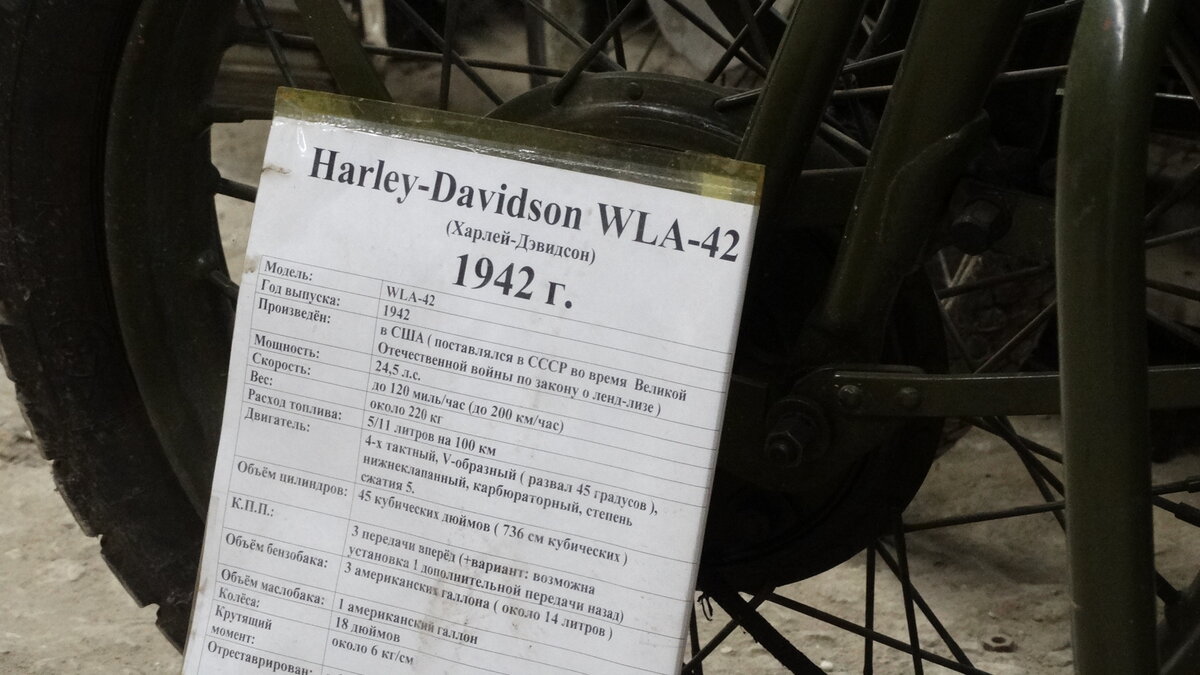 Harley-Davidson WLA-42
(Харлей-Дэвидсон)
1942 г.
Модель: WLA-42
Год выпуска: 1942
Произведён: в США ( поставлялся в СССР во время Великой
Отечественной войны по закону о ленд-лизе )
Мощность: 24,5 л.с.
Скорость: до 120 миль/час (до 200 км/час)
Вес: около 220 кг
Расход топлива: 5/11 литров на 100 км
Двигатель: 4-х тактный, V-образный ( развал 45 градусов ),
нижнеклапанный, карбюраторный, степень
сжатия 5.
Объём цилиндров: 45 кубических дюймов ( 736 см кубических )
К.П.П.: 3 передачи вперёд (+вариант: возможна
установка 1 дополнительной передачи назад)
Объём бензобака: 3 американских галлона ( около 14 литров )
Объём маслобака: 1 американский галлон
Колёса: 18 дюймов
Крутящий момент: около 6 кг/см
Отреставрирован: